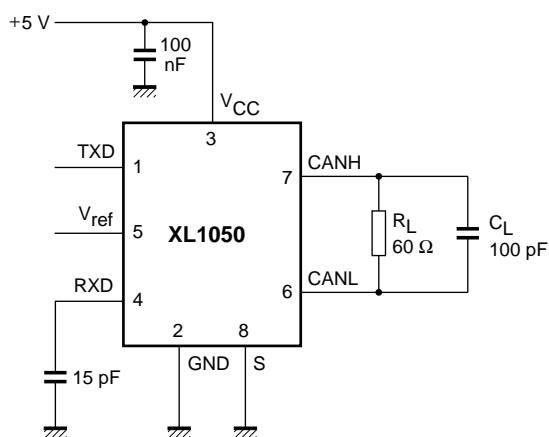 +5 V
100
nF
VCC
3
TXD
1
7
CANH
Vref
5
XL1050
RL
60 Ω
CL
100 pF
RXD
4
6
CANL
2
8
GND
S
15 pF